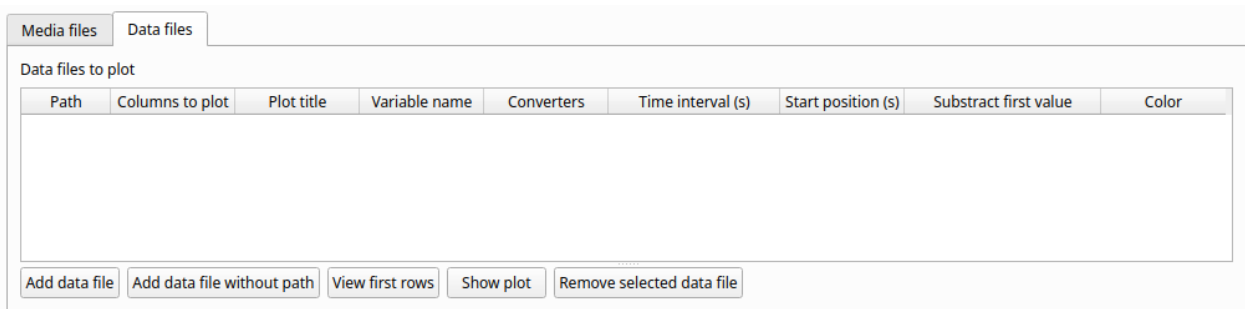 Media files Data files
Data files to plot
Path Columns to plot Plot title Variable name Converters Time interval (s) Start position (s) Substract first value Color
Add data file Add data file without path View first rows Show plot Remove selected data file